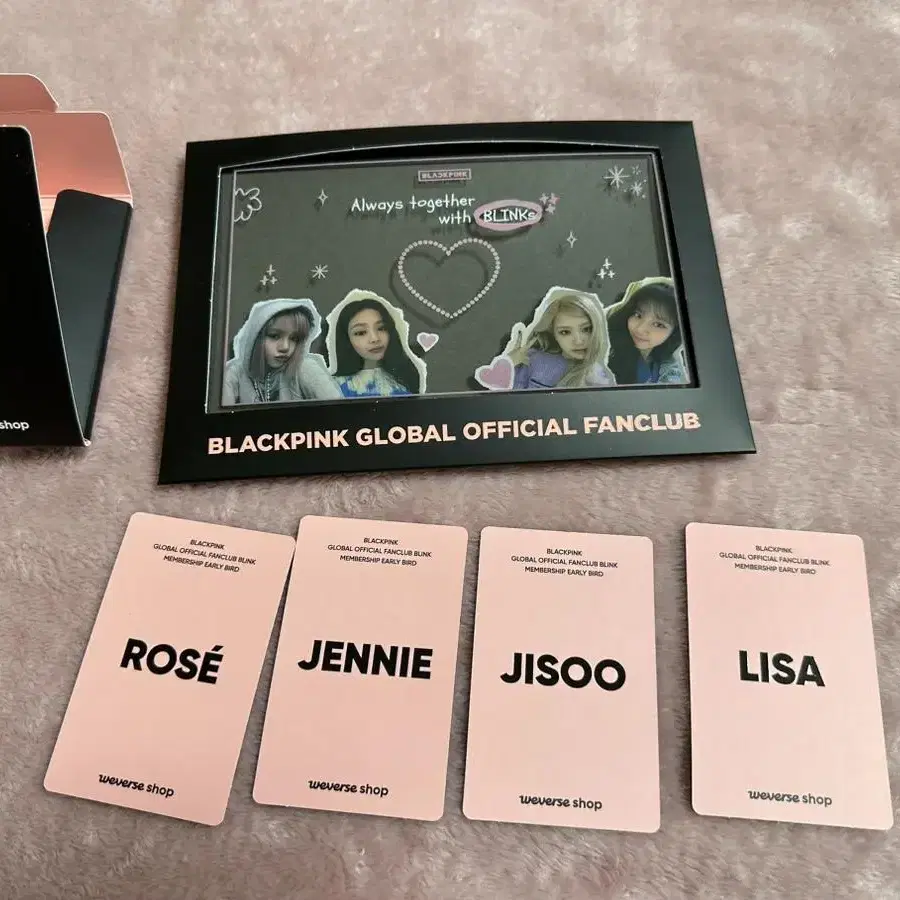 shop
BLACKPINK
Always together
with BLINKs
BLACKPINK GLOBAL OFFICIAL FANCLUB
BLACKPINK
GLOBAL OFFICIAL FANCLUB BLINK
MEMBERSHIP EARLY BIRD
ROSÉ
weverse shop
BLACKPINK
GLOBAL OFFICIAL FANCLUB BLINK
MEMBERSHIP EARLY BIRD
JENNIE
weverse shop
BLACKPINK
GLOBAL OFFICIAL FANCLUB BLINK
MEMBERSHIP EARLY BIRD
JISOO
weverse shop
BLACKPINK
GLOBAL OFFICIAL FANCLUB BLINK
MEMBERSHIP EARLY BIRD
LISA
weverse shop